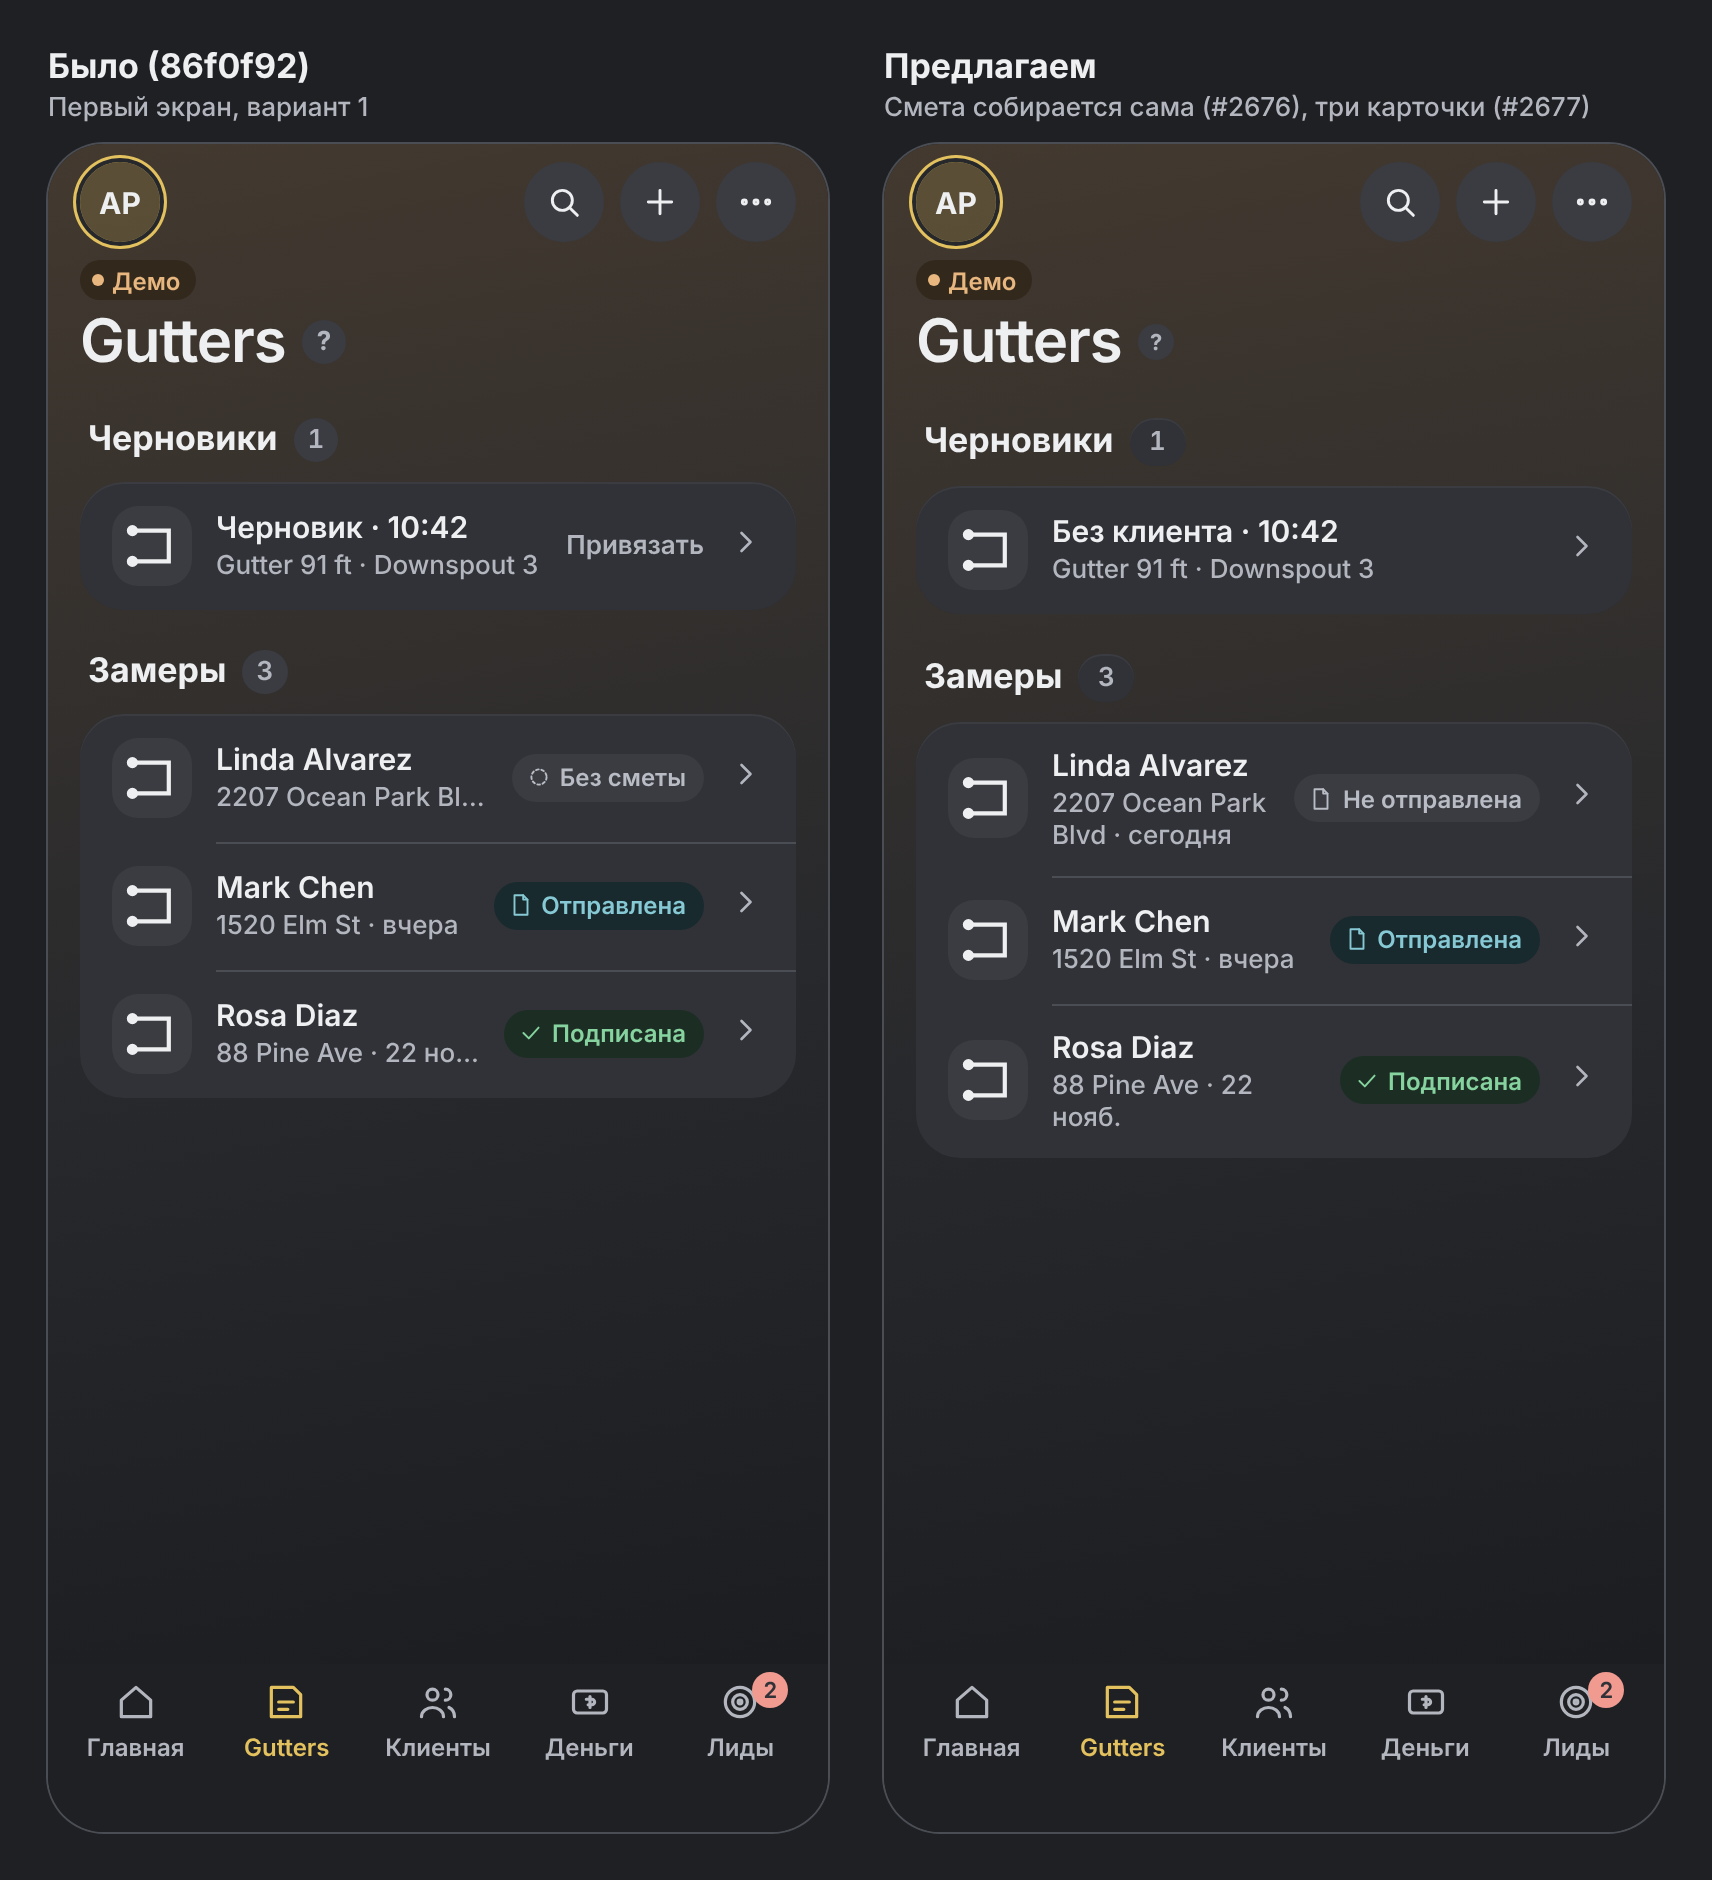 Было (86f0f92)
Первый экран, вариант 1
AP
Демо
Gutters ?
Черновики 1
Черновик · 10:42
Gutter 91 ft · Downspout 3
Привязать
Замеры 3
Linda Alvarez
2207 Ocean Park Bl...
Без сметы
Mark Chen
1520 Elm St · вчера
Отправлена
Rosa Diaz
88 Pine Ave · 22 но...
Подписана
Главная
Gutters
Клиенты
Деньги
Лиды
2
Предлагаем
Смета собирается сама (#2676), три карточки (#2677)
AP
Демо
Gutters ?
Черновики 1
Без клиента · 10:42
Gutter 91 ft · Downspout 3
Замеры 3
Linda Alvarez
2207 Ocean Park
Blvd · сегодня
Не отправлена
Mark Chen
1520 Elm St · вчера
Отправлена
Rosa Diaz
88 Pine Ave · 22
нояб.
Подписана
Главная
Gutters
Клиенты
Деньги
Лиды
2